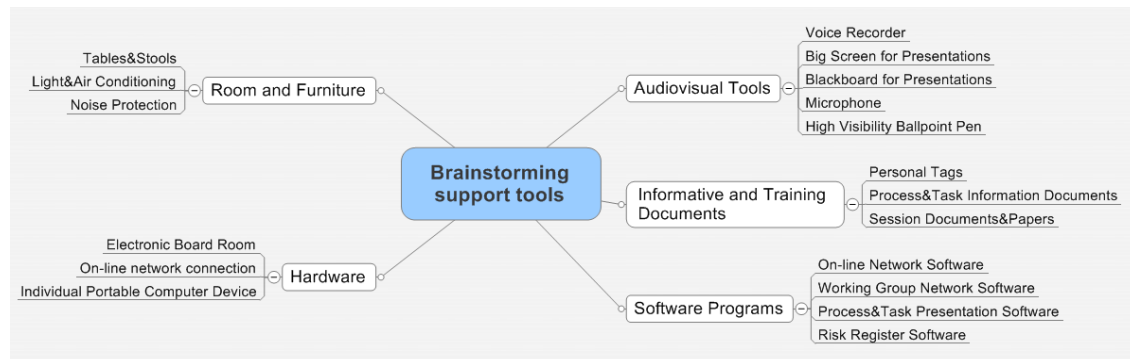 Brainstorming
support tools
Room and Furniture
Tables&Stools
Light&Air Conditioning
Noise Protection
Hardware
Electronic Board Room
On-line network connection
Individual Portable Computer Device
Audiovisual Tools
Voice Recorder
Big Screen for Presentations
Blackboard for Presentations
Microphone
High Visibility Ballpoint Pen
Informative and Training
Documents
Personal Tags
Process&Task Information Documents
Session Documents&Papers
Software Programs
On-line Network Software
Working Group Network Software
Process&Task Presentation Software
Risk Register Software